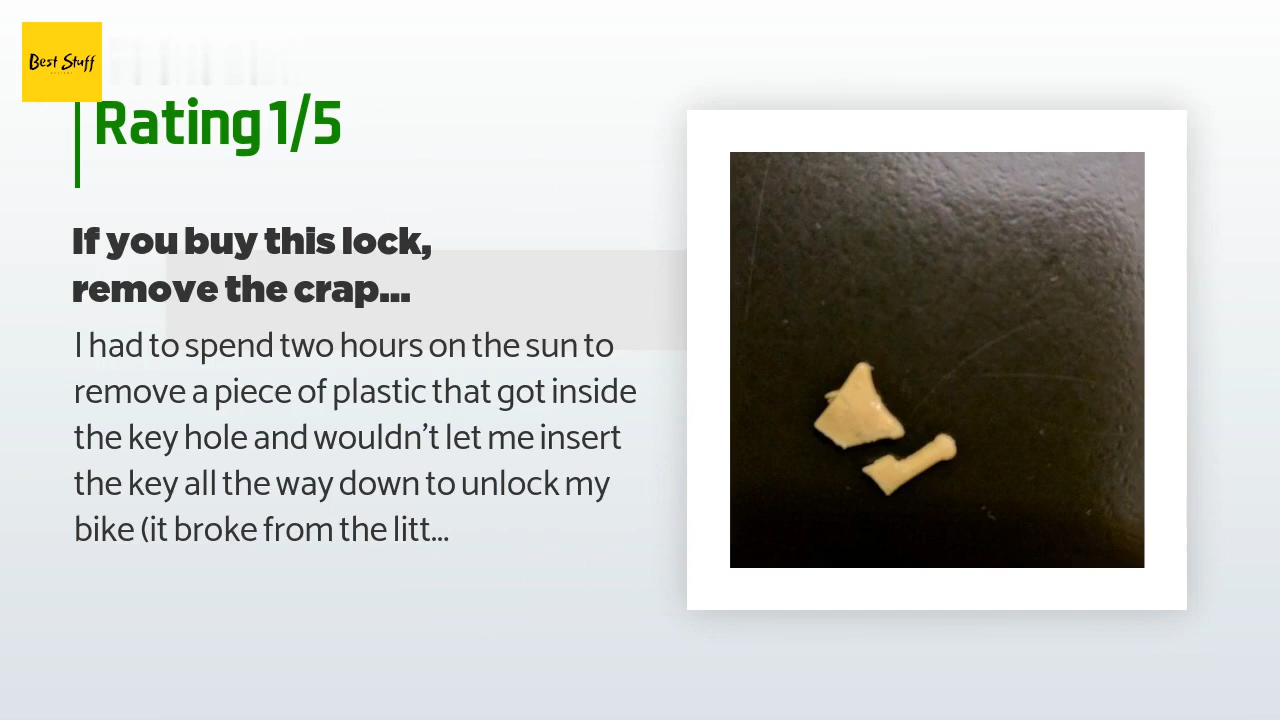 Best Stuff
Rating 1/5
If you buy this lock,
remove the crap...
I had to spend two hours on the sun to
remove a piece of plastic that got inside
the key hole and wouldn't let me insert
the key all the way down to unlock my
bike (it broke from the litt...